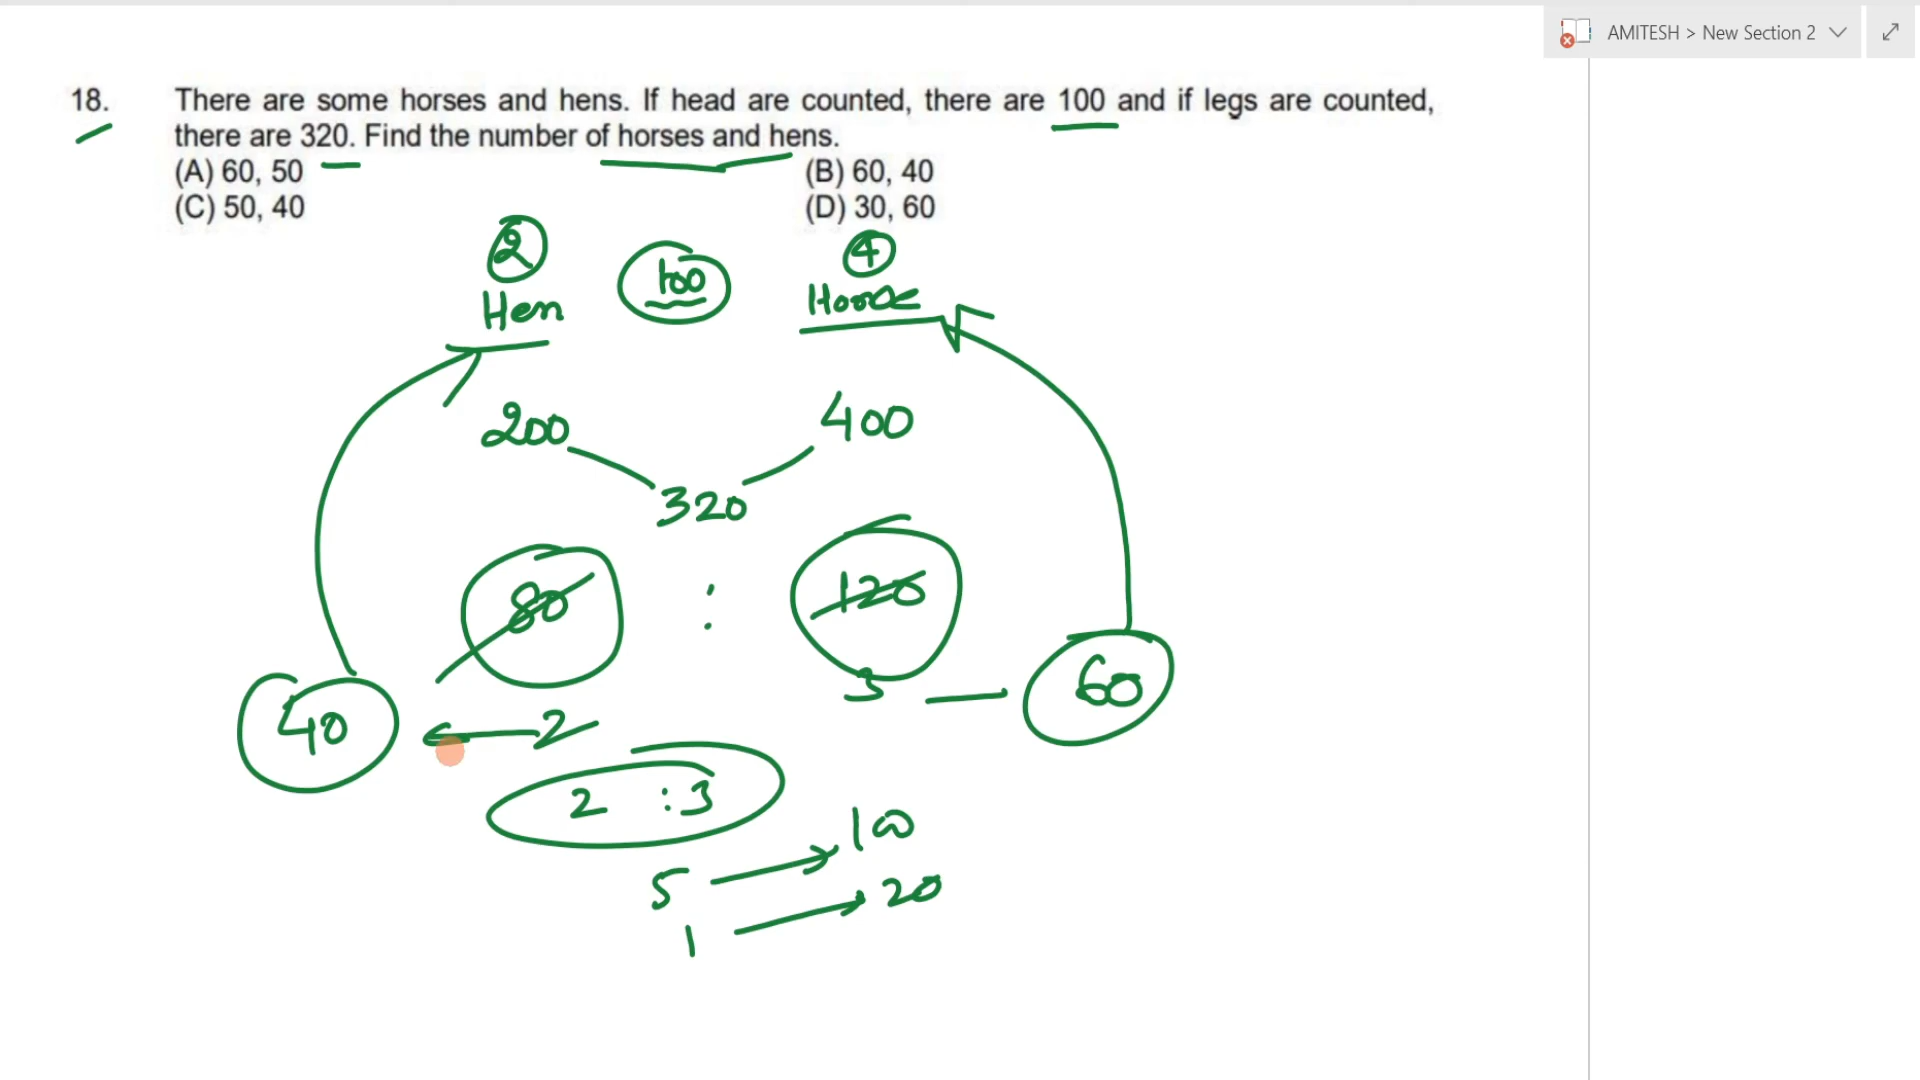 AMITESH > New Section 2
18. There are some horses and hens. If head are counted, there are 100 and if legs are counted,
there are 320. Find the number of horses and hens.
(A) 60, 50 (B) 60, 40
(C) 50, 40 (D) 30, 60
2 100 4
Hen Horse
200 400
320
80 : 120
3 60
40 2
2 : 3
100
5 20
1